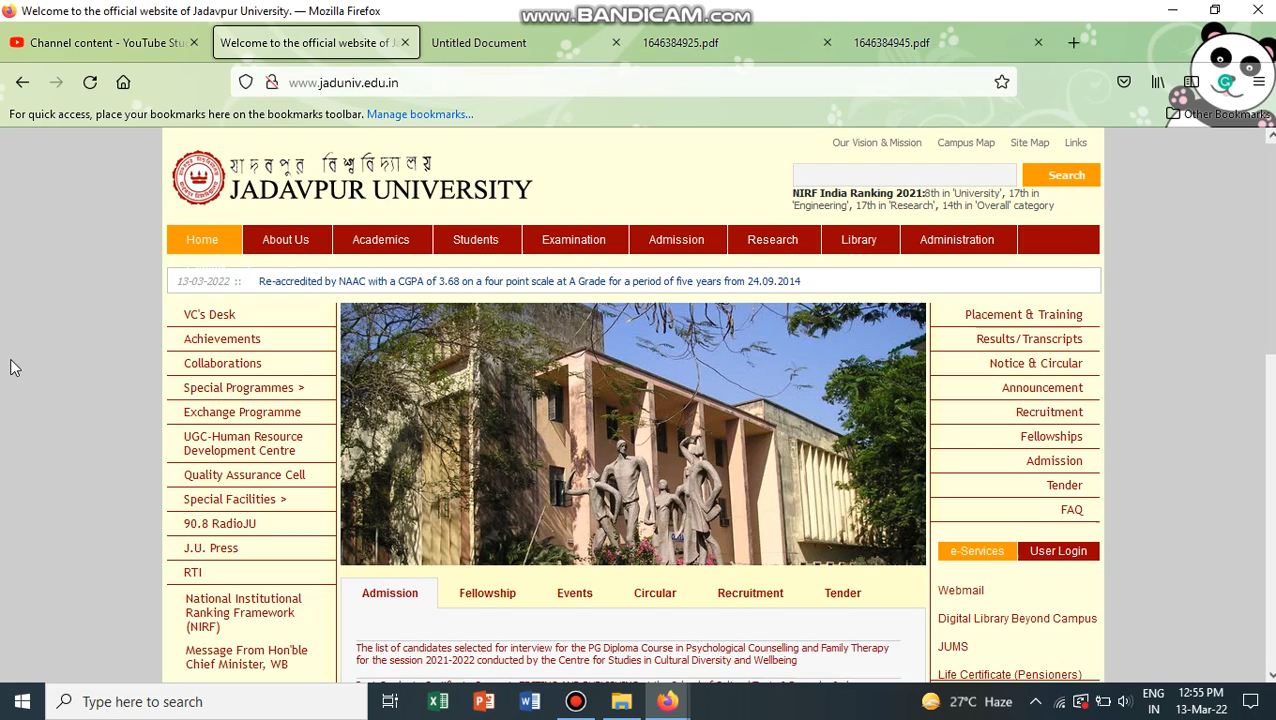 Welcome to the official website of Jadavpur University. — Mozilla Firefox
www.BANDICAM.com
Channel content - YouTube Stu
Welcome to the official website of J
Untitled Document
1646384925.pdf
1646384945.pdf
www.jaduniv.edu.in
For quick access, place your bookmarks here on the bookmarks toolbar. Manage bookmarks...
Other Bookmarks
Our Vision & Mission
Campus Map
Site Map
Links
যাদবপুর বিশ্ববিদ্যালয়
JADAVPUR UNIVERSITY
Search
NIRF India Ranking 2021:8th in 'University', 17th in
'Engineering', 17th in 'Research', 14th in 'Overall' category
Home
About Us
Academics
Students
Examination
Admission
Research
Library
Administration
13-03-2022 ::
Re-accredited by NAAC with a CGPA of 3.68 on a four point scale at A Grade for a period of five years from 24.09.2014
VC's Desk
Achievements
Collaborations
Special Programmes >
Exchange Programme
UGC-Human Resource
Development Centre
Quality Assurance Cell
Special Facilities >
90.8 RadioJU
J.U. Press
RTI
National Institutional
Ranking Framework
(NIRF)
Message From Hon'ble
Chief Minister, WB
Placement & Training
Results/Transcripts
Notice & Circular
Announcement
Recruitment
Fellowships
Admission
Tender
FAQ
e-Services
User Login
Webmail
Digital Library Beyond Campus
JUMS
Life Certificate (Pensioners)
Admission
Fellowship
Events
Circular
Recruitment
Tender
The list of candidates selected for interview for the PG Diploma Course in Psychological Counselling and Family Therapy
for the session 2021-2022 conducted by the Centre for Studies in Cultural Diversity and Wellbeing
Type here to search
27°C Haze
ENG
IN
12:55 PM
13-Mar-22